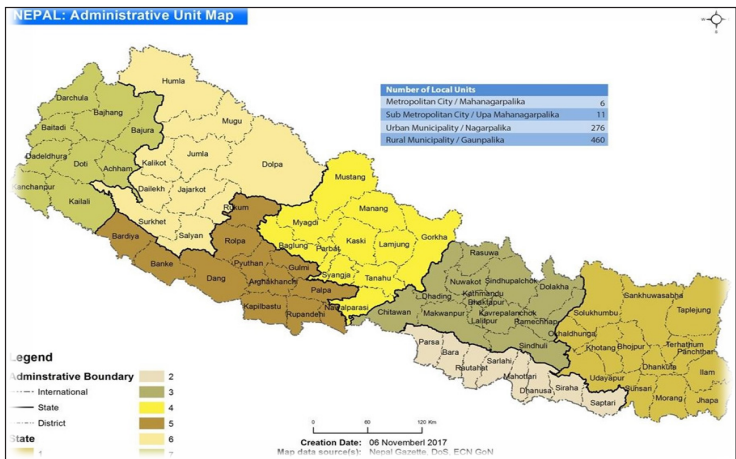 NEPAL: Administrative Unit Map
N
Number of Local Units
Metropolitan City / Mahanagarpalika 6
Sub Metropolitan City / Upa Mahanagarpalika 11
Urban Municipality / Nagarpalika 276
Rural Municipality / Gaunpalika 460
Humla
Darchula
Bajhang
Mugu
Baitadi
Bajura
Jumla
Dadeldhura
Doti
Achham
Kalikot
Dolpa
Mustang
Kanchanpur
Dailekh
Jajarkot
Kailali
Rukum
Manang
Surkhet
Salyan
Myagdi
Bardiya
Rolpa
Baglung
Parbat
Kaski
Lamjung
Gorkha
Rasuwa
Banke
Dang
Pyuthan
Gulmi
Syangja
Tanahu
Nuwakot
Sindhupalchok
Dolakha
Arghakhanchi
Palpa
Dhading
Kathmandu
Bhaktapur
Sankhuwasabha
Taplejung
Kapilbastu
Rupandehi
Nawalparasi
Chitawan
Makwanpur
Lalitpur
Kavrepalanchok
Ramechhap
Solukhumbu
Okhaldhunga
Sindhuli
Khotang
Bhojpur
Terhathum
Panchthar
Parsa
Bara
Rautahat
Sarlahi
Mahottari
Dhanusa
Siraha
Saptari
Udayapur
Dhankuta
Ilam
Sunsari
Morang
Jhapa
Legend
Adminstrative Boundary
International
State
District
State
1
2
3
4
5
6
7
0 60 120 Km
Creation Date: 06 Novemberl 2017
Map data source(s): Nepal Gazette, DoS, ECN GoN